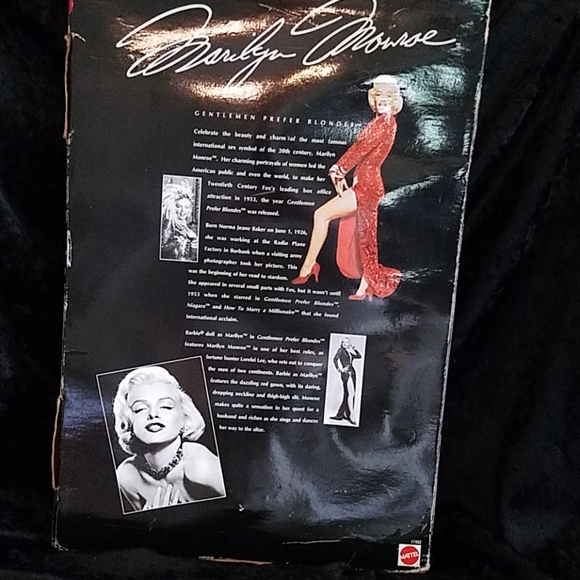 Marilyn Monroe
GENTLEMEN PREFER BLONDES
Celebrate the beauty and charm of the most famous
international sex symbol of the 20th century, Marilyn
Monroe™. Her charming portrayals of women led the
American public and even the world, to make her
Twentieth Century Fox's leading box office
attraction in 1953, the year Gentlemen
Prefer Blondes™ was released.
Born Norma Jeane Baker on June 1, 1926,
she was working at the Radio Plane
Factory in Burbank when a visiting army
photographer took her picture. This
was the beginning of her road to stardom.
She appeared in several small parts with Fox, but it wasn't until
1953 when she starred in Gentlemen Prefer Blondes™,
Niagara™ and How To Marry a Millionaire™ that she found
international acclaim.
Barbie® doll as Marilyn™ in Gentlemen Prefer Blondes™
features Marilyn Monroe™ in one of her best roles, as
fortune hunter Lorelei Lee, who sets out to conquer
the men of two continents. Barbie as Marilyn™
features the dazzling red gown, with its daring,
dropping neckline and thigh-high slit. Monroe
makes quite a sensation in her quest for a
husband and riches as she sings and dances
her way to the altar.
17452
MATTEL